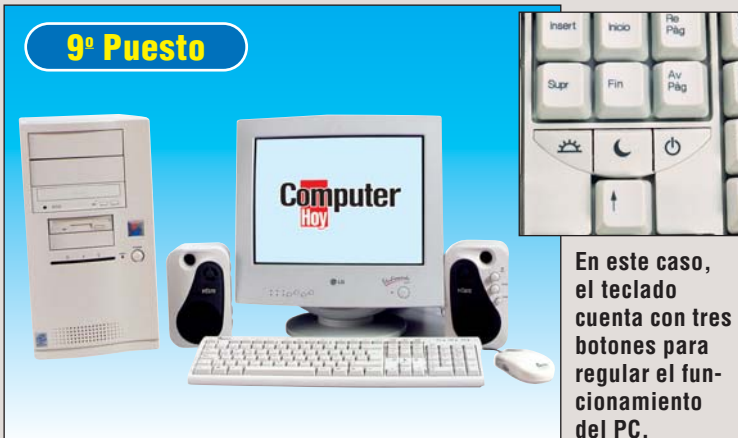 9º Puesto
Computer
Hoy
LG
Insert
Inicio
Re
Pág
Supr
Fin
Av
Pág
En este caso,
el teclado
cuenta con tres
botones para
regular el fun-
cionamiento
del PC.